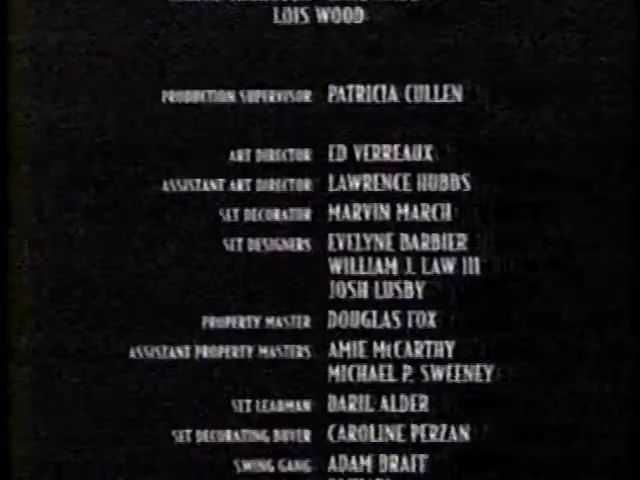 LOIS WOOD
PRODUCTION SUPERVISOR PATRICIA CULLEN
ART DIRECTOR ED VERREAUX
ASSISTANT ART DIRECTOR LAWRENCE HUBBS
SET DECORATOR MARVIN MARCH
SET DESIGNERS EVELYNE BARBIER
WILLIAM J. LAW III
JOSH LUSBY
PROPERTY MASTER DOUGLAS FOX
ASSISTANT PROPERTY MASTERS AMIE McCARTHY
MICHAEL P. SWEENEY
SET LEADMAN DARIL ALDER
SET DECORATING BUYER CAROLINE PERZAN
SWING GANG ADAM BRAFF